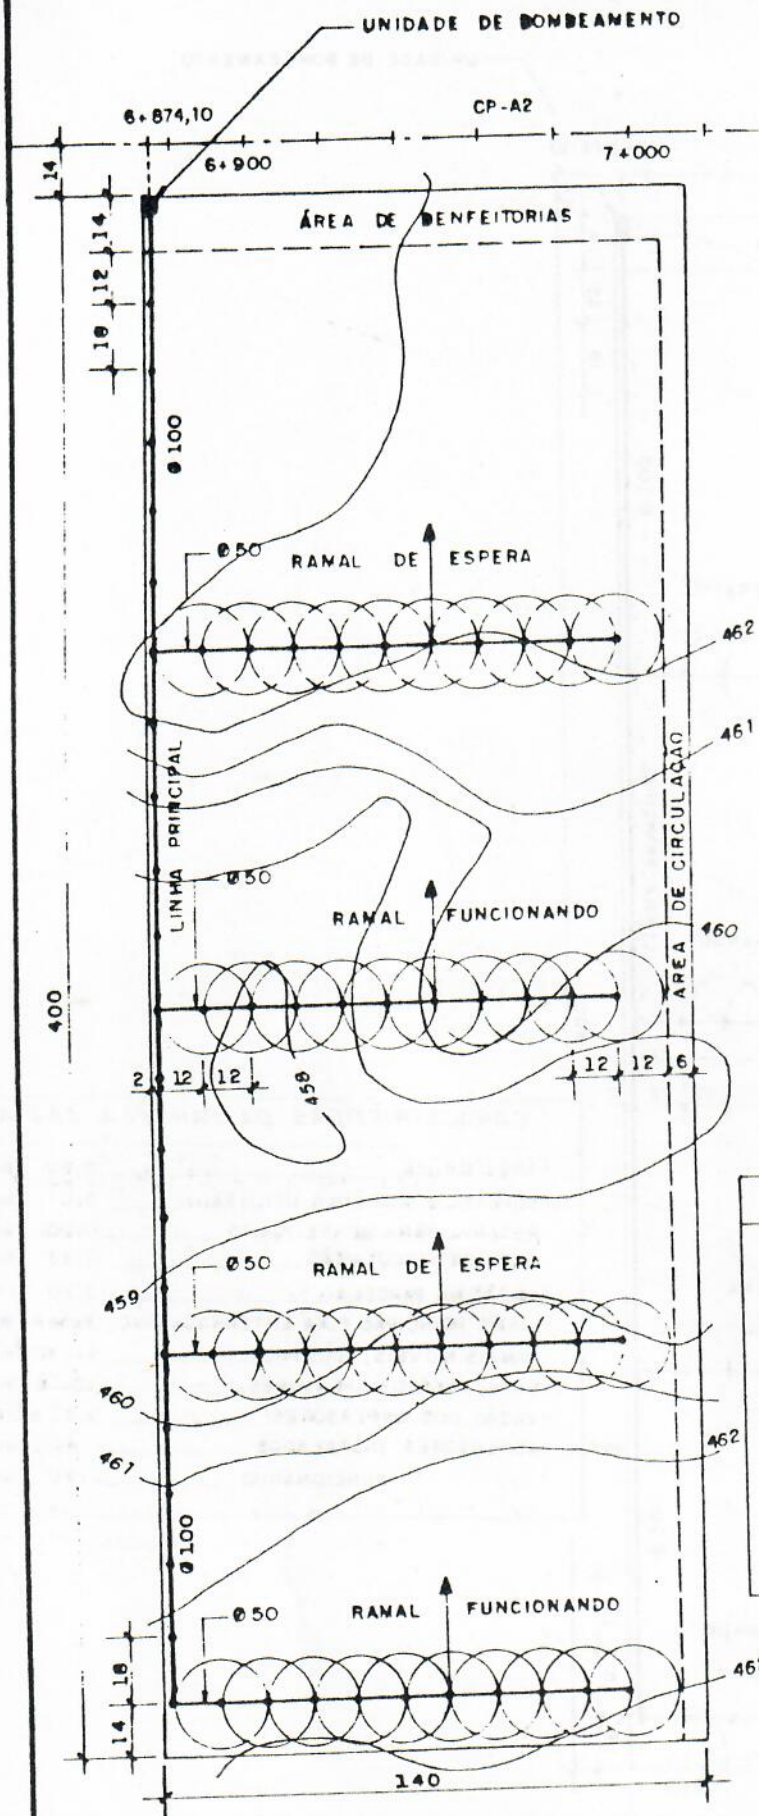 UNIDADE DE BOMBEAMENTO
6+874,10
CP-A2
6+900
7+000
14
ÁREA DE BENFEITORIAS
14
12
18
Ø100
Ø50
RAMAL DE ESPERA
462
461
LINHA PRINCIPAL
ÁREA DE CIRCULAÇAO
Ø50
RAMAL FUNCIONANDO
460
400
2
12
12
458
12
12
6
Ø50
RAMAL DE ESPERA
459
460
461
462
Ø100
Ø50
RAMAL FUNCIONANDO
18
14
140